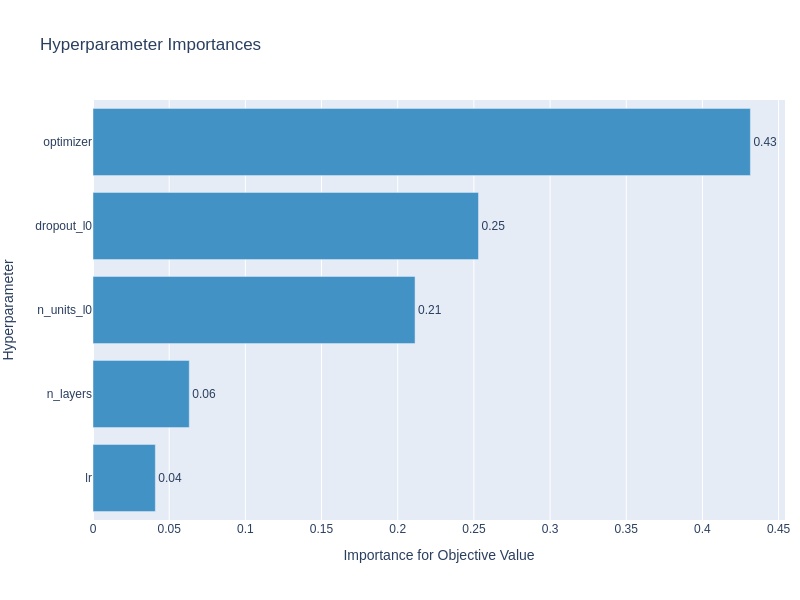 Hyperparameter Importances
Hyperparameter
optimizer
0.43
dropout_l0
0.25
n_units_l0
0.21
n_layers
0.06
lr
0.04
0 0.05 0.1 0.15 0.2 0.25 0.3 0.35 0.4 0.45
Importance for Objective Value